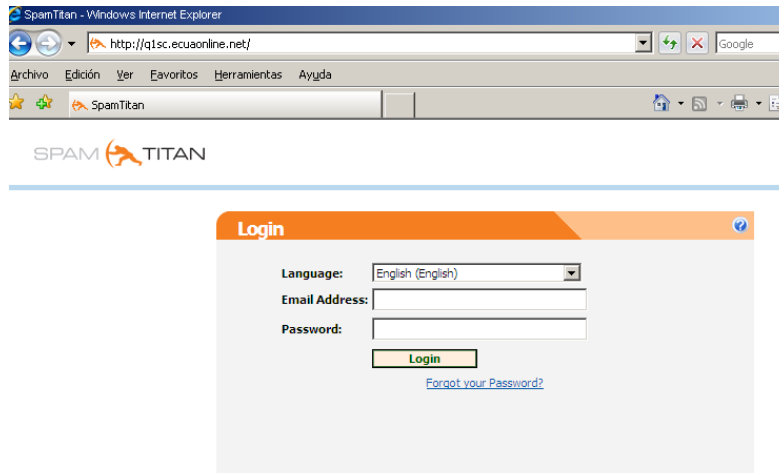 SpamTitan - Windows Internet Explorer
http://q1sc.ecuaonline.net/
Google
Archivo Edición Ver Favoritos Herramientas Ayuda
SpamTitan
SPAM TITAN
Login
Language: English (English)
Email Address:
Password:
Login
Forgot your Password?